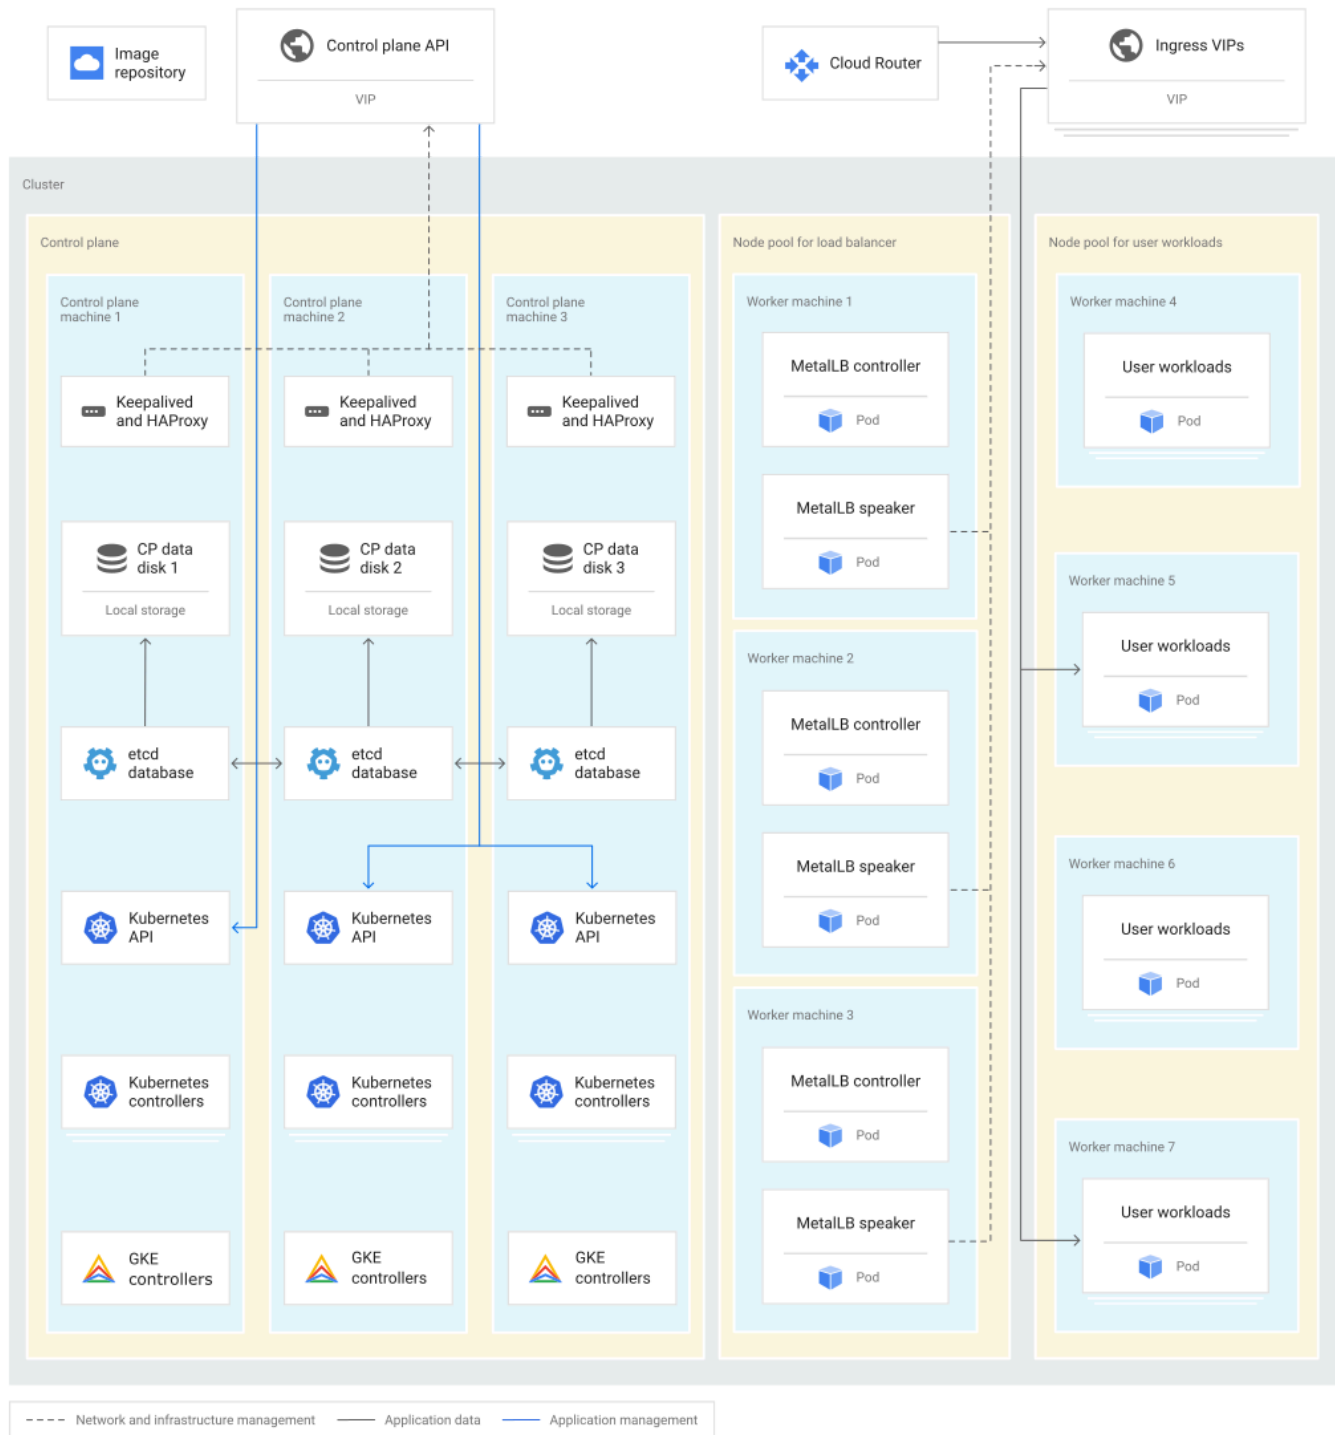 Image
repository
Control plane API
VIP
Cloud Router
Ingress VIPs
VIP
Cluster
Control plane
Control plane
machine 1
Keepalived
and HAProxy
CP data
disk 1
Local storage
etcd
database
Kubernetes
API
Kubernetes
controllers
GKE
controllers
Control plane
machine 2
Keepalived
and HAProxy
CP data
disk 2
Local storage
etcd
database
Kubernetes
API
Kubernetes
controllers
GKE
controllers
Control plane
machine 3
Keepalived
and HAProxy
CP data
disk 3
Local storage
etcd
database
Kubernetes
API
Kubernetes
controllers
GKE
controllers
Node pool for load balancer
Worker machine 1
MetalLB controller
Pod
MetalLB speaker
Pod
Worker machine 2
MetalLB controller
Pod
MetalLB speaker
Pod
Worker machine 3
MetalLB controller
Pod
MetalLB speaker
Pod
Node pool for user workloads
Worker machine 4
User workloads
Pod
Worker machine 5
User workloads
Pod
Worker machine 6
User workloads
Pod
Worker machine 7
User workloads
Pod
Network and infrastructure management
Application data
Application management